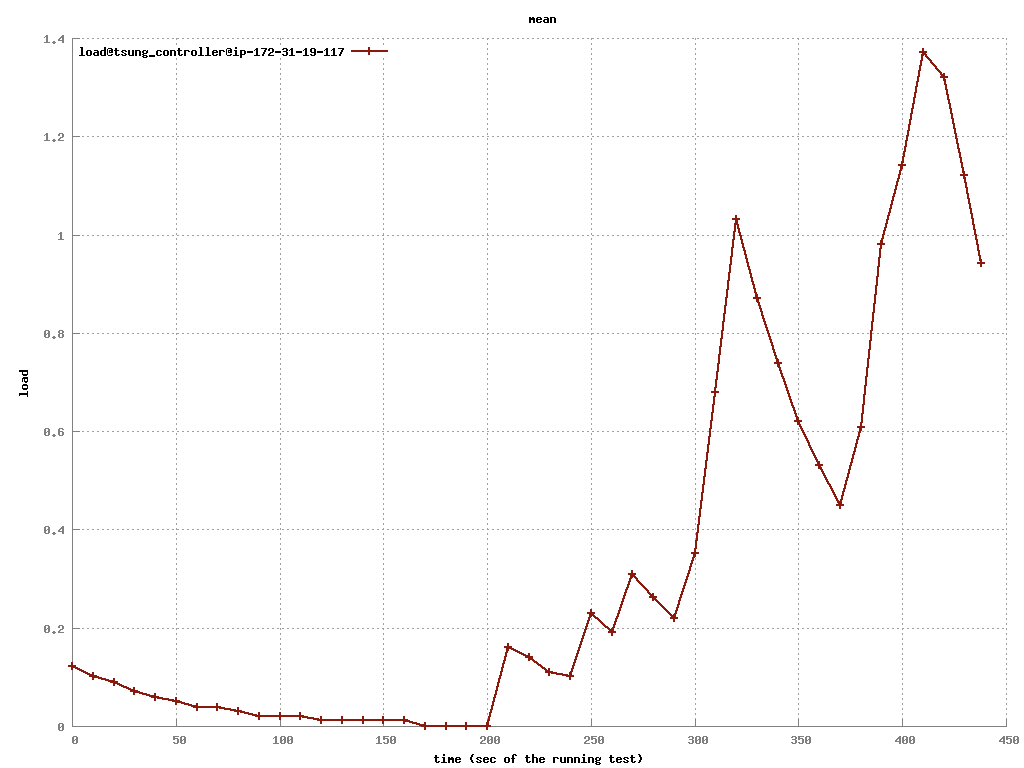 mean
load@tsung_controller@ip-172-31-19-117
1.4
1.2
1
0.8
0.6
0.4
0.2
0
load
0 50 100 150 200 250 300 350 400 450
time (sec of the running test)